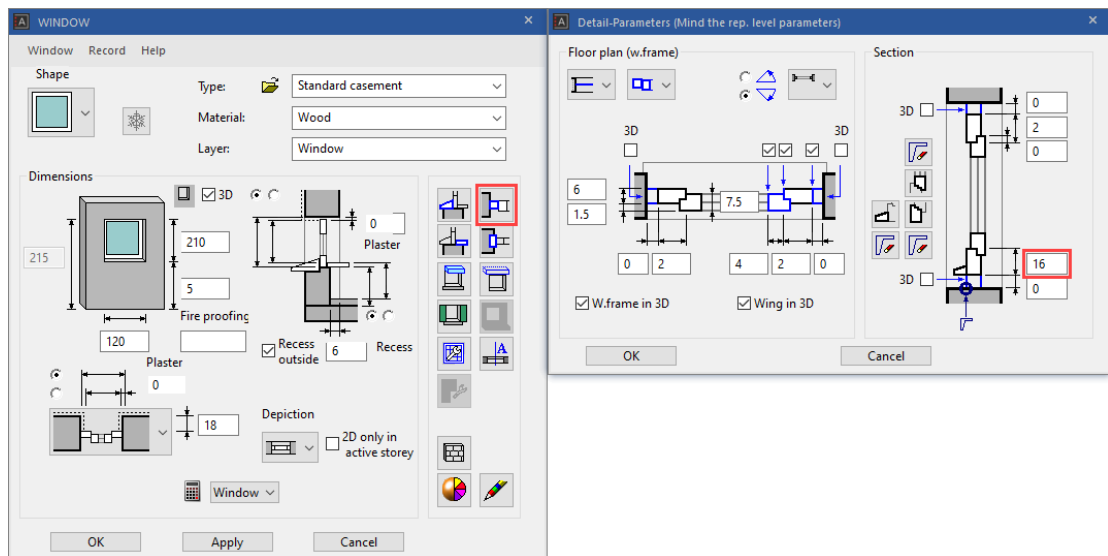 WINDOW
Window Record Help
Shape
Type: Standard casement
Material: Wood
Layer: Window
Dimensions
3D
0
Plaster
215
210
5
Fire proofing
120
Recess
outside
6
Recess
Plaster
0
18
Depiction
2D only in
active storey
Window
A
OK Apply Cancel
Detail-Parameters (Mind the rep. level parameters)
Floor plan (w.frame)
3D
3D
6
1.5
7.5
0 2 4 2 0
W.frame in 3D
Wing in 3D
OK
Cancel
Section
3D
0
2
0
16
3D
0